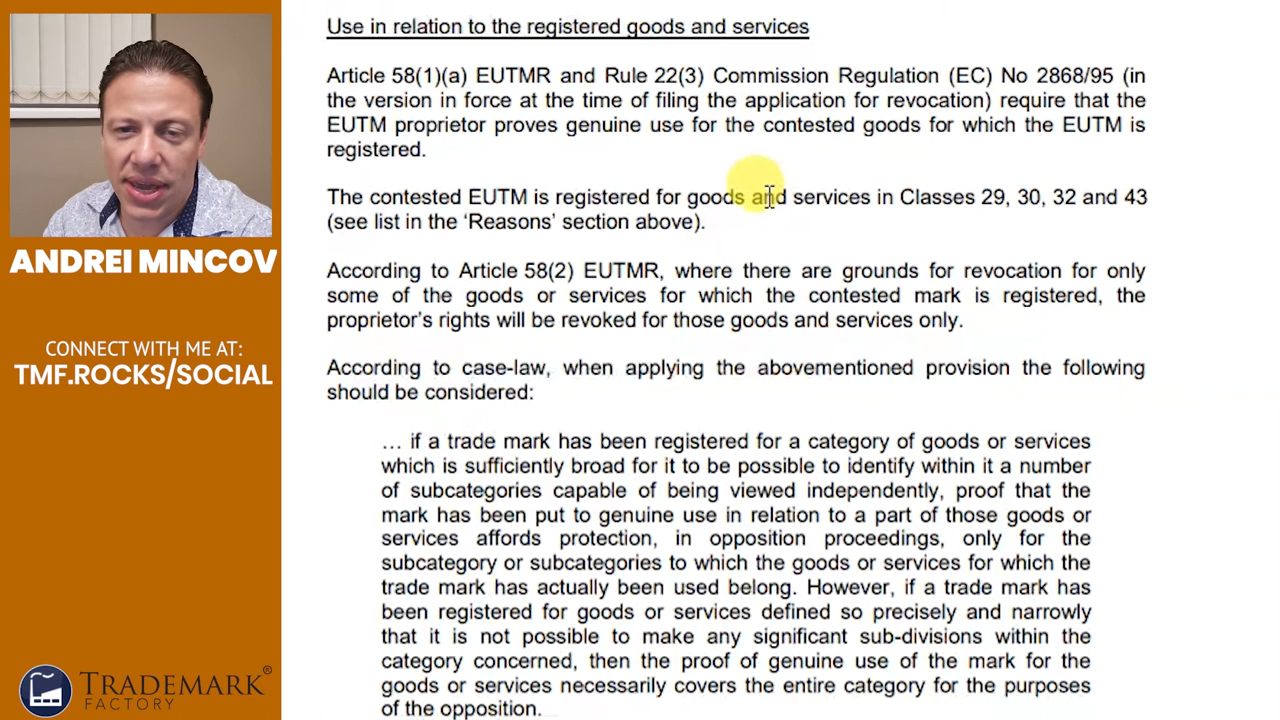 ANDREI MINCOV
CONNECT WITH ME AT:
TMF.ROCKS/SOCIAL
TRADEMARK®
FACTORY
Use in relation to the registered goods and services
Article 58(1)(a) EUTMR and Rule 22(3) Commission Regulation (EC) No 2868/95 (in
the version in force at the time of filing the application for revocation) require that the
EUTM proprietor proves genuine use for the contested goods for which the EUTM is
registered.
The contested EUTM is registered for goods and services in Classes 29, 30, 32 and 43
(see list in the ‘Reasons’ section above).
According to Article 58(2) EUTMR, where there are grounds for revocation for only
some of the goods or services for which the contested mark is registered, the
proprietor’s rights will be revoked for those goods and services only.
According to case-law, when applying the abovementioned provision the following
should be considered:
… if a trade mark has been registered for a category of goods or services
which is sufficiently broad for it to be possible to identify within it a number
of subcategories capable of being viewed independently, proof that the
mark has been put to genuine use in relation to a part of those goods or
services affords protection, in opposition proceedings, only for the
subcategory or subcategories to which the goods or services for which the
trade mark has actually been used belong. However, if a trade mark has
been registered for goods or services defined so precisely and narrowly
that it is not possible to make any significant sub-divisions within the
category concerned, then the proof of genuine use of the mark for the
goods or services necessarily covers the entire category for the purposes
of the opposition.